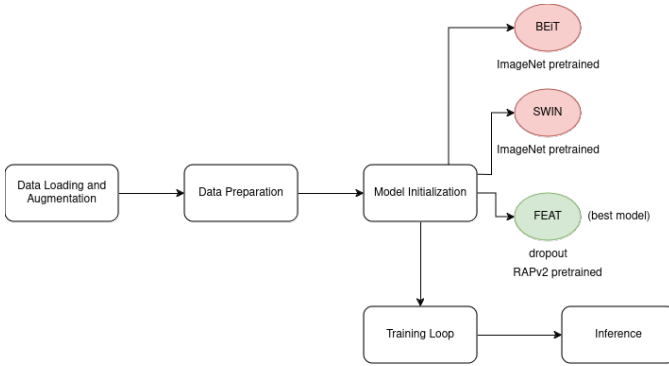 BEiT
ImageNet pretrained
SWIN
ImageNet pretrained
Data Loading and
Augmentation
Data Preparation
Model Initialization
FEAT
(best model)
dropout
RAPv2 pretrained
Training Loop
Inference